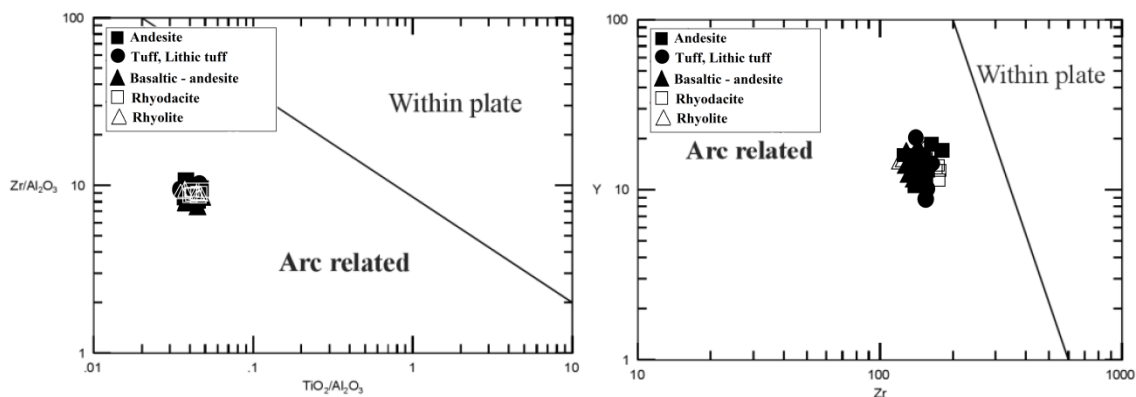 100
Andesite
Tuff, Lithic tuff
Basaltic - andesite
Rhyodacite
Rhyolite
Within plate
Zr/Al2O3
10
Arc related
1
.01
.1
1
10
TiO2/Al2O3
100
Andesite
Tuff, Lithic tuff
Basaltic - andesite
Rhyodacite
Rhyolite
Within plate
Arc related
Y
10
1
10
100
1000
Zr